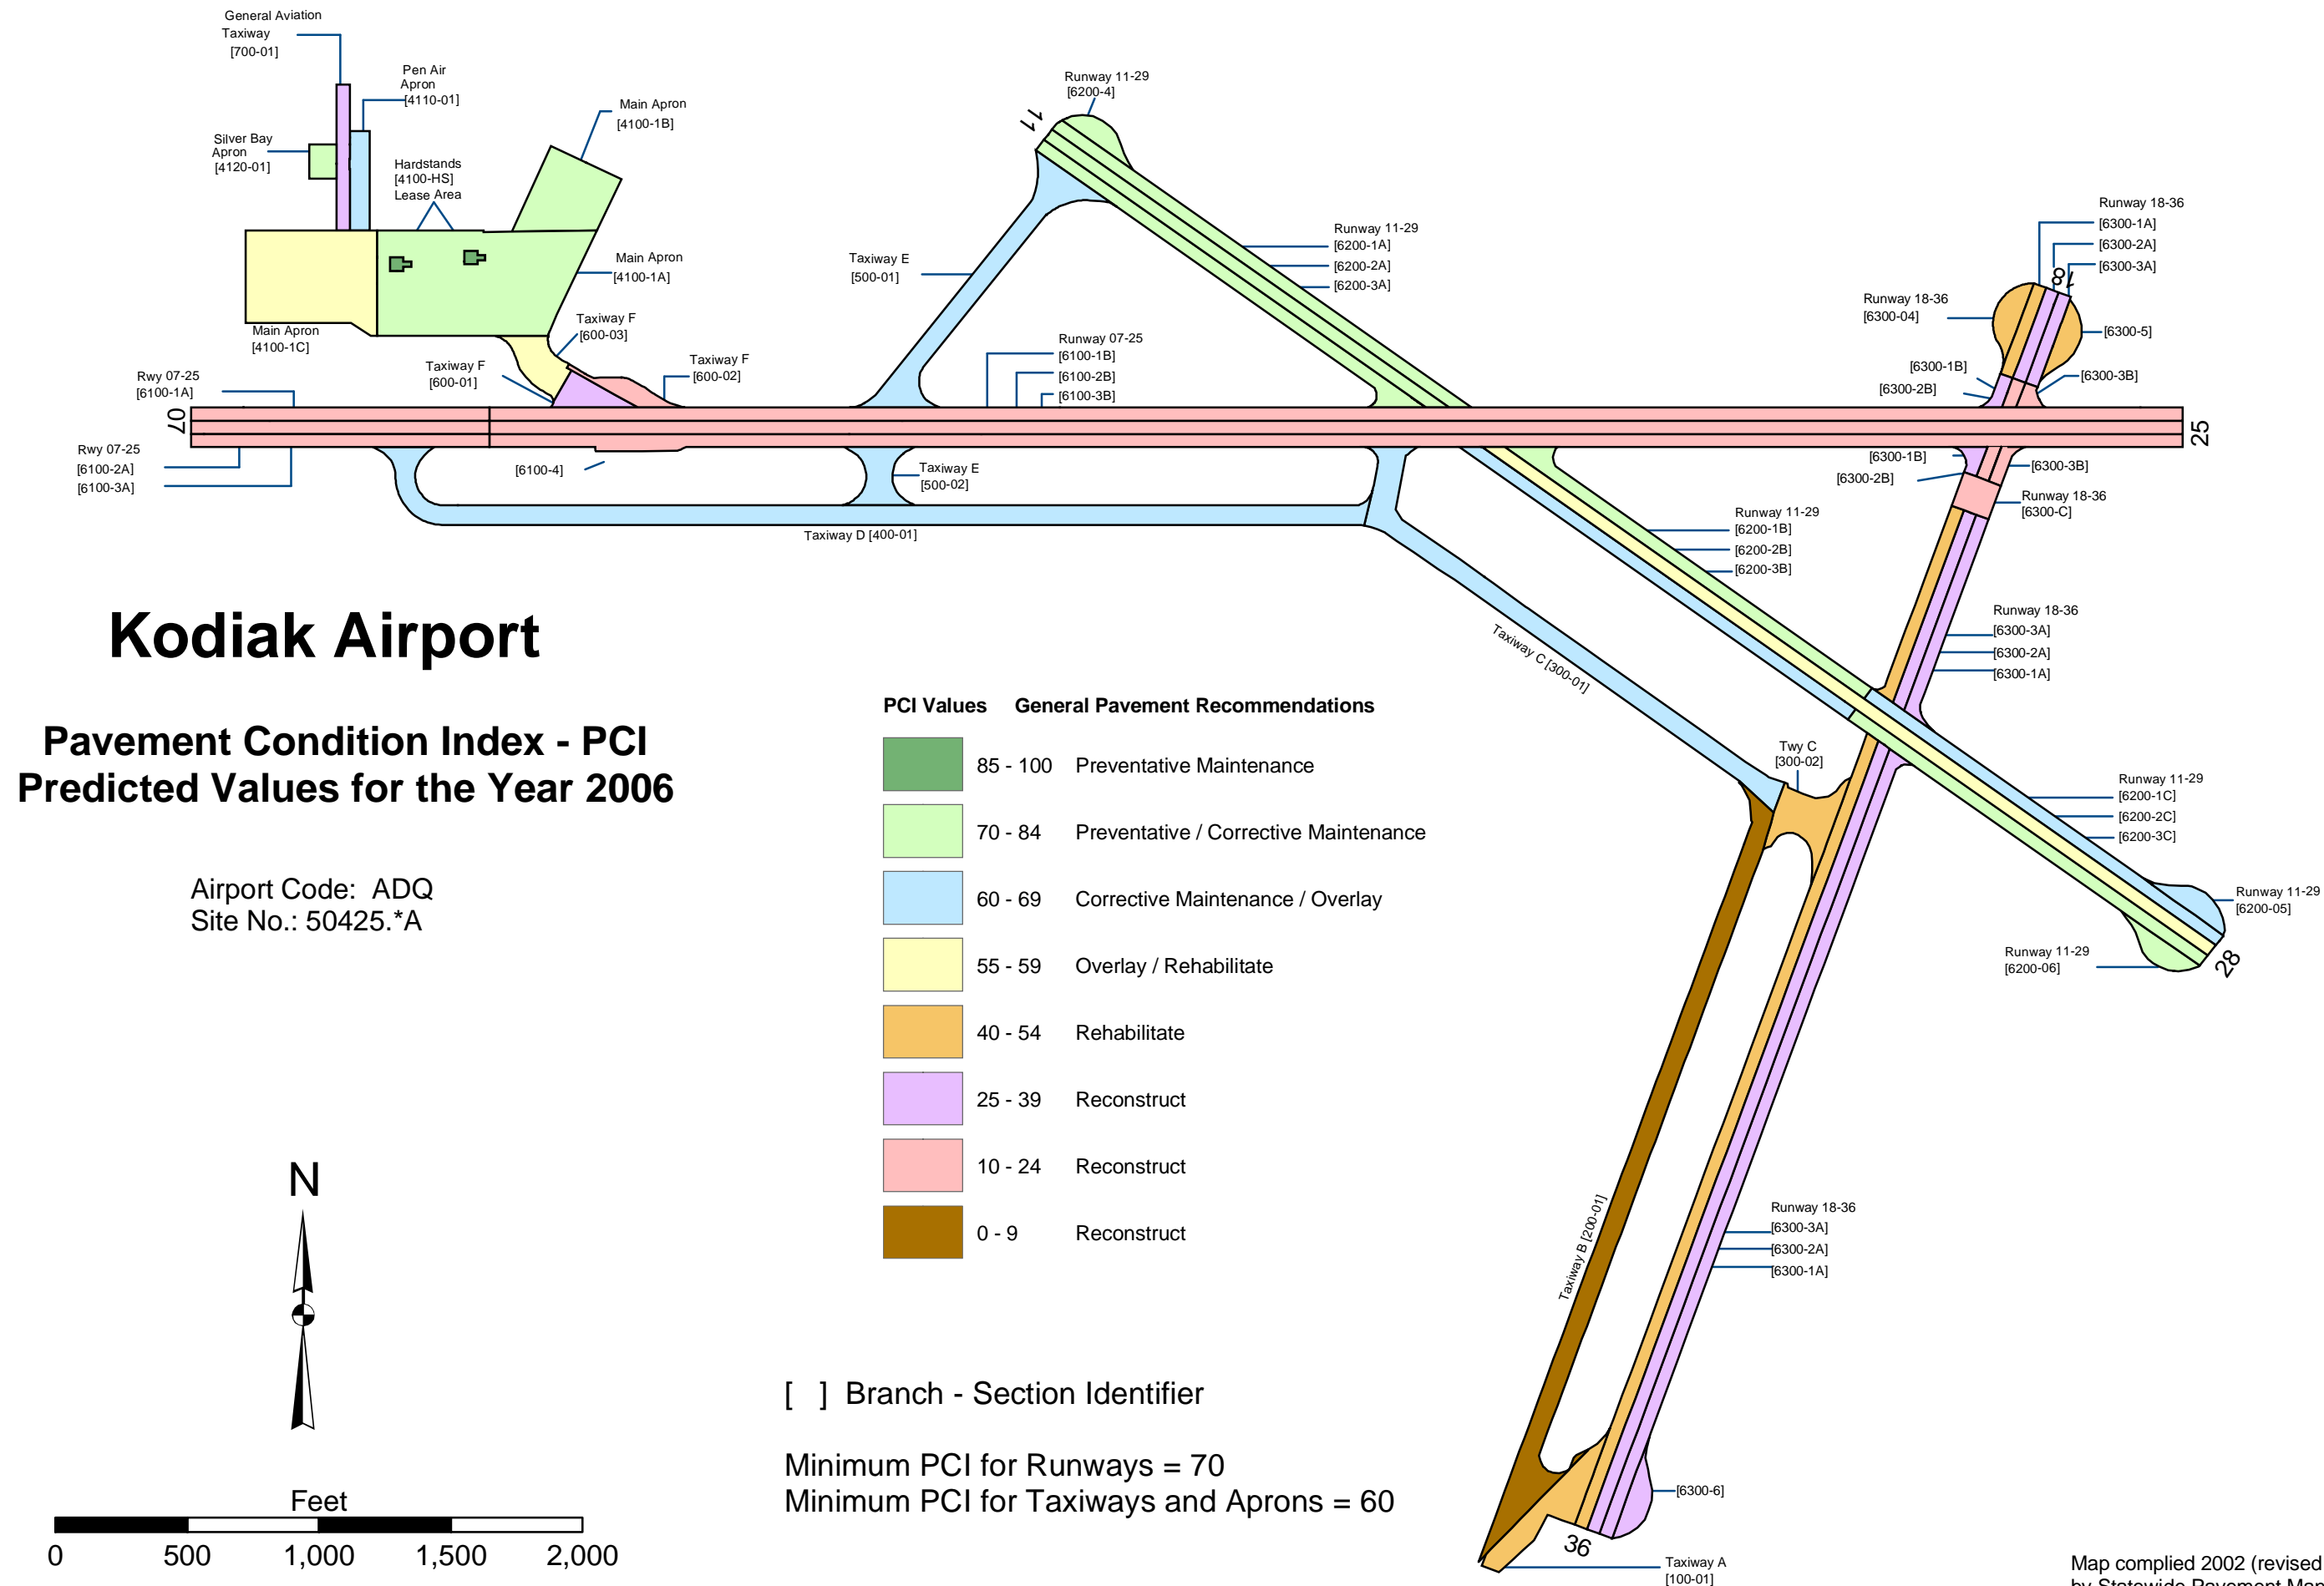 General Aviation
Taxiway
[700-01]
Pen Air
Apron
[4110-01]
Main Apron
[4100-1B]
Silver Bay
Apron
[4120-01]
Hardstands
[4100-HS]
Lease Area
Main Apron
[4100-1A]
Main Apron
[4100-1C]
Taxiway F
[600-03]
Taxiway F
[600-01]
Taxiway F
[600-02]
Rwy 07-25
[6100-1A]
07
Rwy 07-25
[6100-2A]
[6100-3A]
[6100-4]
Runway 11-29
[6200-4]
11
Taxiway E
[500-01]
Runway 11-29
[6200-1A]
[6200-2A]
[6200-3A]
Runway 07-25
[6100-1B]
[6100-2B]
[6100-3B]
Taxiway E
[500-02]
Taxiway D [400-01]
Runway 18-36
[6300-1A]
[6300-2A]
[6300-3A]
18
Runway 18-36
[6300-04]
[6300-5]
[6300-1B]
[6300-2B]
[6300-3B]
25
[6300-1B]
[6300-2B]
[6300-3B]
Runway 18-36
[6300-C]
Runway 11-29
[6200-1B]
[6200-2B]
[6200-3B]
Runway 18-36
[6300-3A]
[6300-2A]
[6300-1A]
Taxiway C [300-01]
Twy C
[300-02]
Runway 11-29
[6200-1C]
[6200-2C]
[6200-3C]
Runway 11-29
[6200-05]
Runway 11-29
[6200-06]
28
Runway 18-36
[6300-3A]
[6300-2A]
[6300-1A]
Taxiway B [200-01]
[6300-6]
36
Taxiway A
[100-01]
Kodiak Airport
Pavement Condition Index - PCI
Predicted Values for the Year 2006
Airport Code: ADQ
Site No.: 50425.*A
PCI Values General Pavement Recommendations
85 - 100 Preventative Maintenance
70 - 84 Preventative / Corrective Maintenance
60 - 69 Corrective Maintenance / Overlay
55 - 59 Overlay / Rehabilitate
40 - 54 Rehabilitate
25 - 39 Reconstruct
10 - 24 Reconstruct
0 - 9 Reconstruct
N
Feet
0 500 1,000 1,500 2,000
[ ] Branch - Section Identifier
Minimum PCI for Runways = 70
Minimum PCI for Taxiways and Aprons = 60
Map complied 2002 (revised
by Statewide Pavement